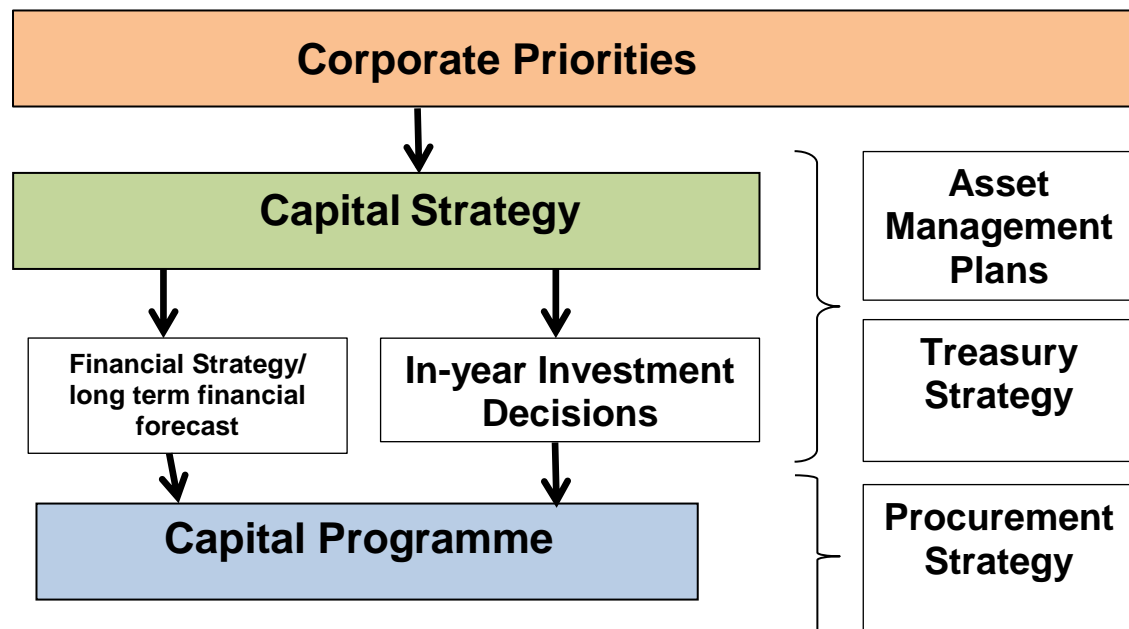 Corporate Priorities
Capital Strategy
Asset
Management
Plans
Financial Strategy/
long term financial
forecast
In-year Investment
Decisions
Treasury
Strategy
Capital Programme
Procurement
Strategy